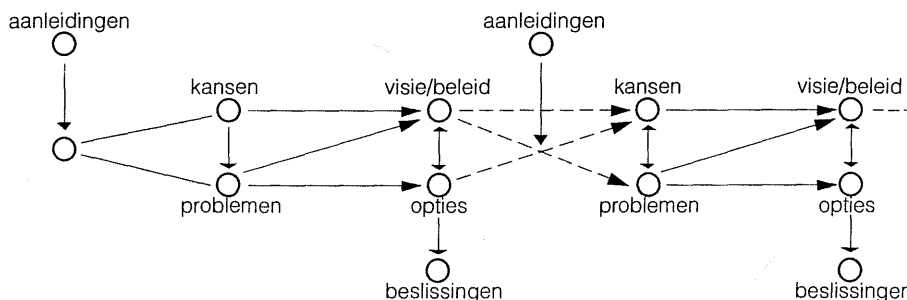 aanleidingen
aanleidingen
kansen
visie/beleid
kansen
visie/beleid
problemen
opties
problemen
opties
beslissingen
beslissinger